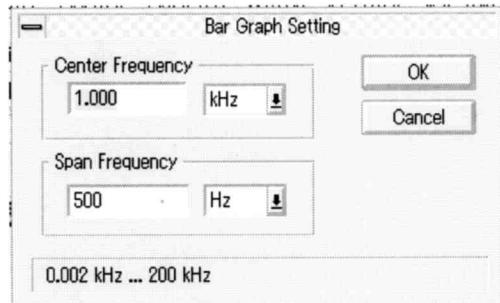 Bar Graph Setting
Center Frequency
1.000 kHz
OK
Cancel
Span Frequency
500 Hz
0.002 kHz ... 200 kHz